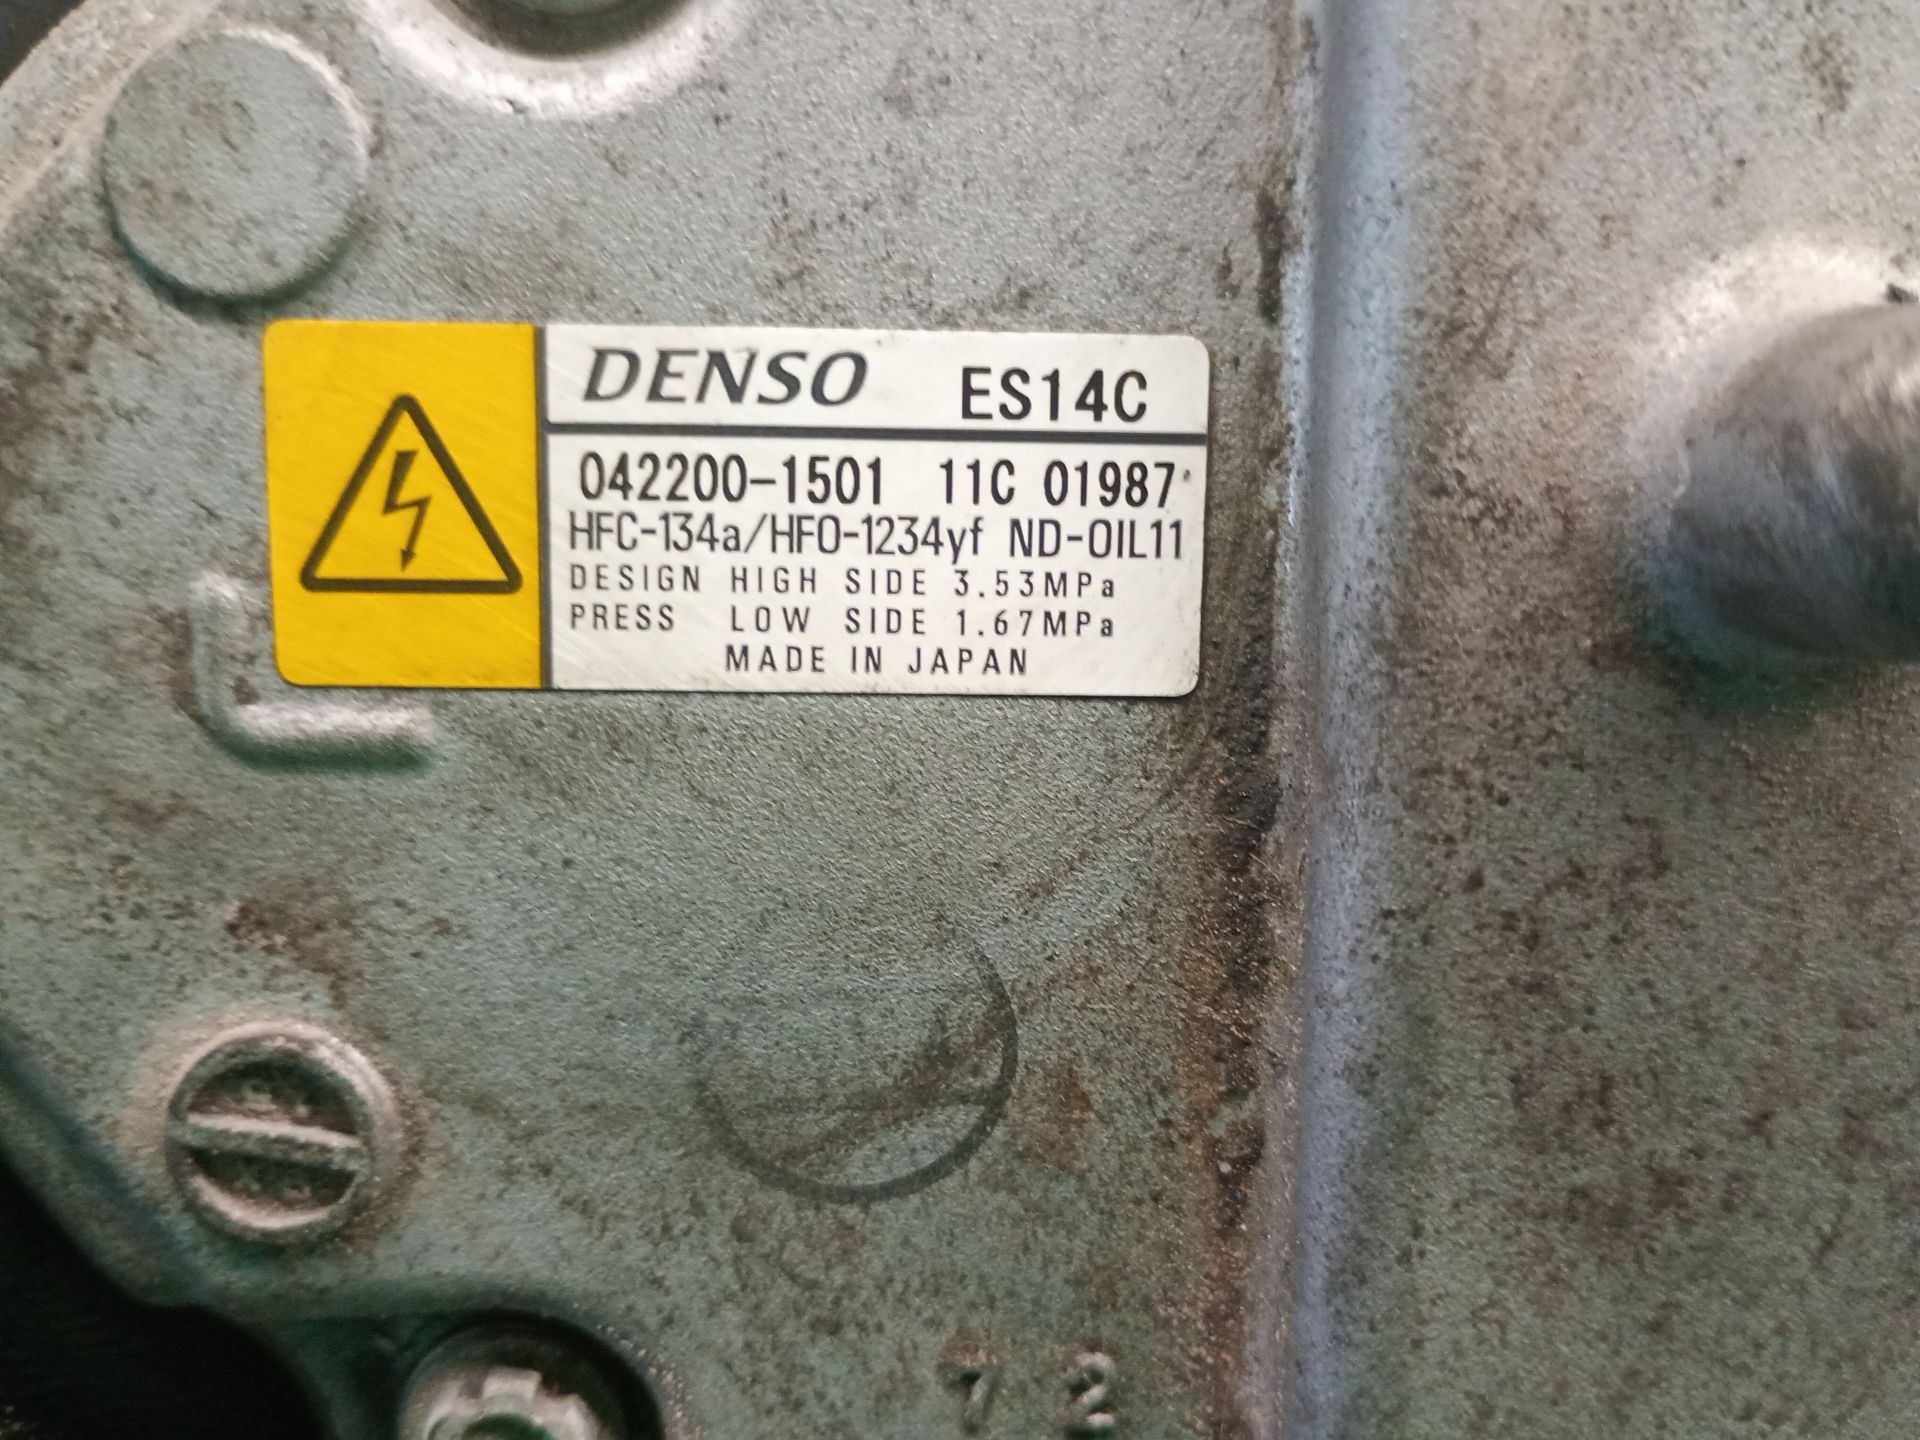 DENSO ES14C
042200-1501 11C 01987
HFC-134a/HFO-1234yf ND-OIL11
DESIGN HIGH SIDE 3.53MPa
PRESS LOW SIDE 1.67MPa
MADE IN JAPAN
72